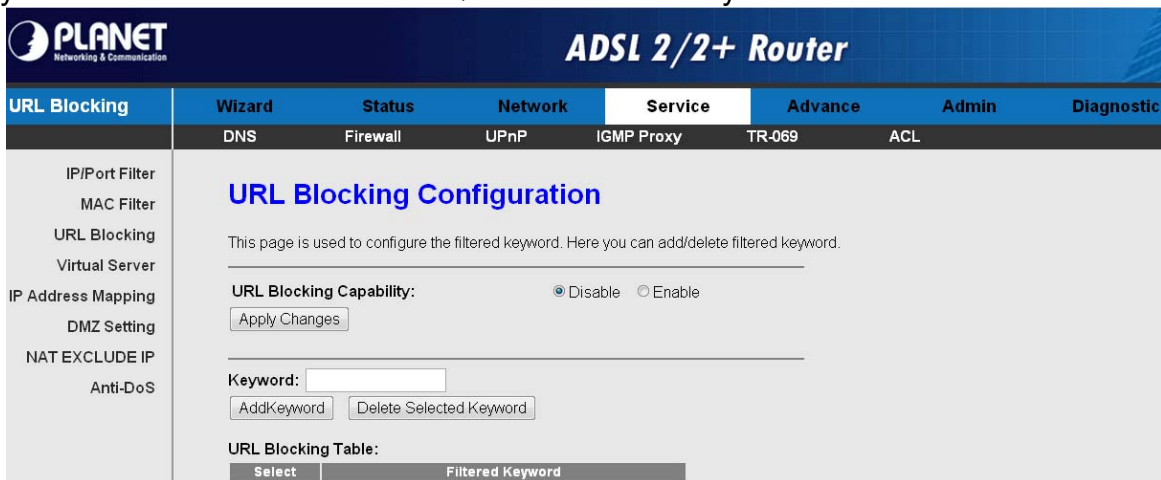 PLANET
Networking & Communication
ADSL 2/2+ Router
URL Blocking
Wizard Status Network Service Advance Admin Diagnostic
DNS Firewall UPnP IGMP Proxy TR-069 ACL
IP/Port Filter
MAC Filter
URL Blocking
Virtual Server
IP Address Mapping
DMZ Setting
NAT EXCLUDE IP
Anti-DoS
URL Blocking Configuration
This page is used to configure the filtered keyword. Here you can add/delete filtered keyword.
URL Blocking Capability: Disable Enable
Apply Changes
Keyword:
AddKeyword Delete Selected Keyword
URL Blocking Table:
Select Filtered Keyword